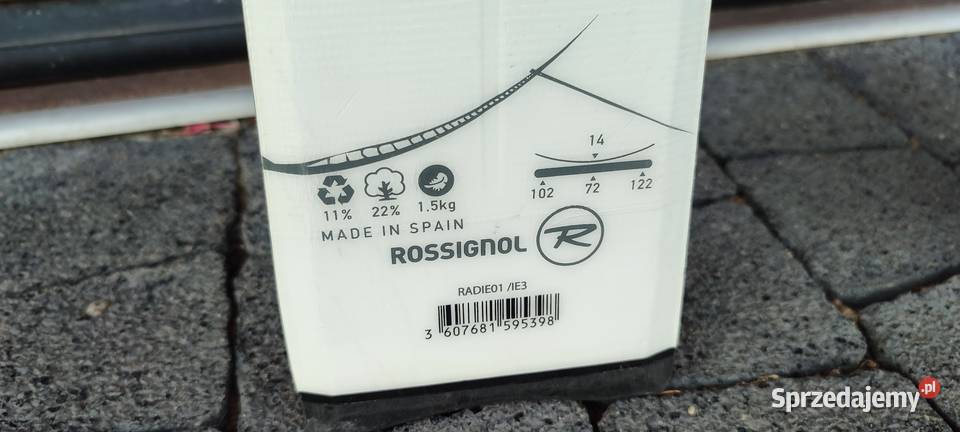 14
102 72 122
11% 22% 1.5kg
MADE IN SPAIN
ROSSIGNOL R
RADIE01 /IE3
3 607681 595398
Sprzedajemy.pl